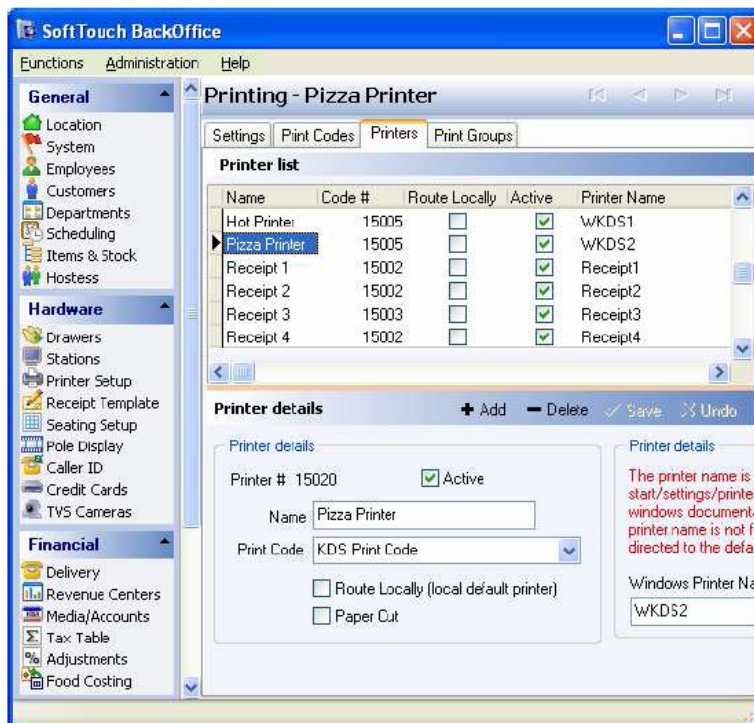 SoftTouch BackOffice
Functions Administration Help
General
Location
System
Employees
Customers
Departments
Scheduling
Items & Stock
Hostess
Hardware
Drawers
Stations
Printer Setup
Receipt Template
Seating Setup
Pole Display
Caller ID
Credit Cards
TVS Cameras
Financial
Delivery
Revenue Centers
Media/Accounts
Tax Table
Adjustments
Food Costing
Printing - Pizza Printer
Settings Print Codes Printers Print Groups
Printer list
Name Code # Route Locally Active Printer Name
Hot Printer 15005 WKDS1
Pizza Printer 15005 WKDS2
Receipt 1 15002 Receipt1
Receipt 2 15002 Receipt2
Receipt 3 15003 Receipt3
Receipt 4 15002 Receipt4
Printer details Add Delete Save Undo
Printer details
Printer # 15020 Active
Name Pizza Printer
Print Code KDS Print Code
Route Locally (local default printer)
Paper Cut
Printer details
The printer name is
start/settings/printe
windows documenta
printer name is not f
directed to the defa
Windows Printer Na
WKDS2